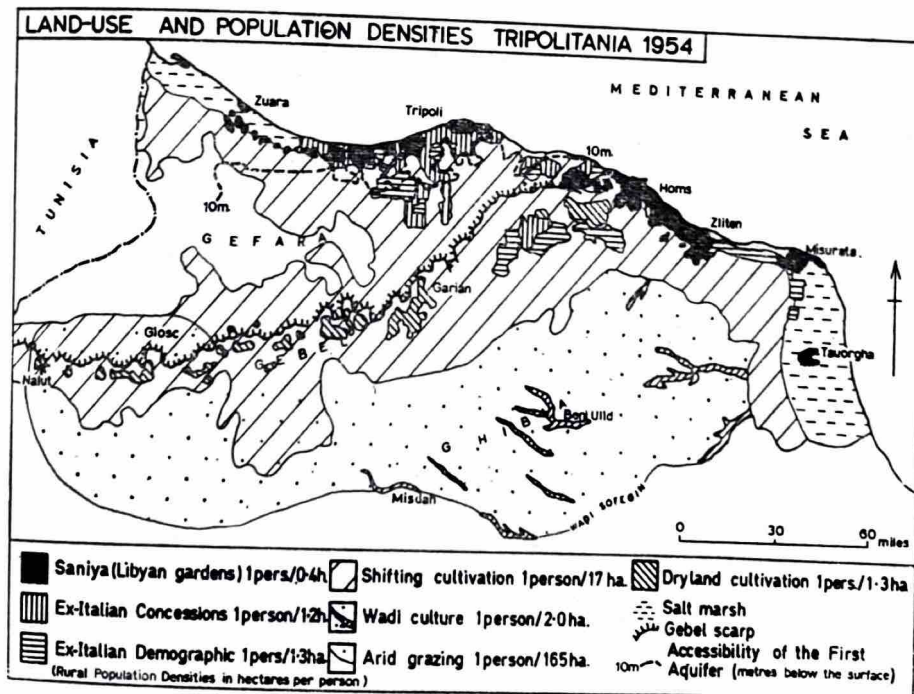 LAND-USE AND POPULATION DENSITIES TRIPOLITANIA 1954
MEDITERRANEAN
SEA
Zuara
Tripoli
10m.
Homs
TUNISIA
10m.
Zliten
GEFARA
Misurata.
Garian
Glosc
GEBEL
Tauorgha
Nalut
Beni Ulid
GHIBLA
Misdah
WADI SOFEGIN
0 30 60
miles
Saniya (Libyan gardens) 1pers/0·4h.
Shifting cultivation 1person/17 ha.
Dryland cultivation 1pers./1·3ha
Ex-Italian Concessions 1person/1·2h.
Wadi culture 1person/2·0ha.
Salt marsh
Gebel scarp
Ex-Italian Demographic 1pers/1·3ha.
Arid grazing 1person/165ha.
10m Accessibility of the First
Aquifer (metres below the surface)
(Rural Population Densities in hectares per person)